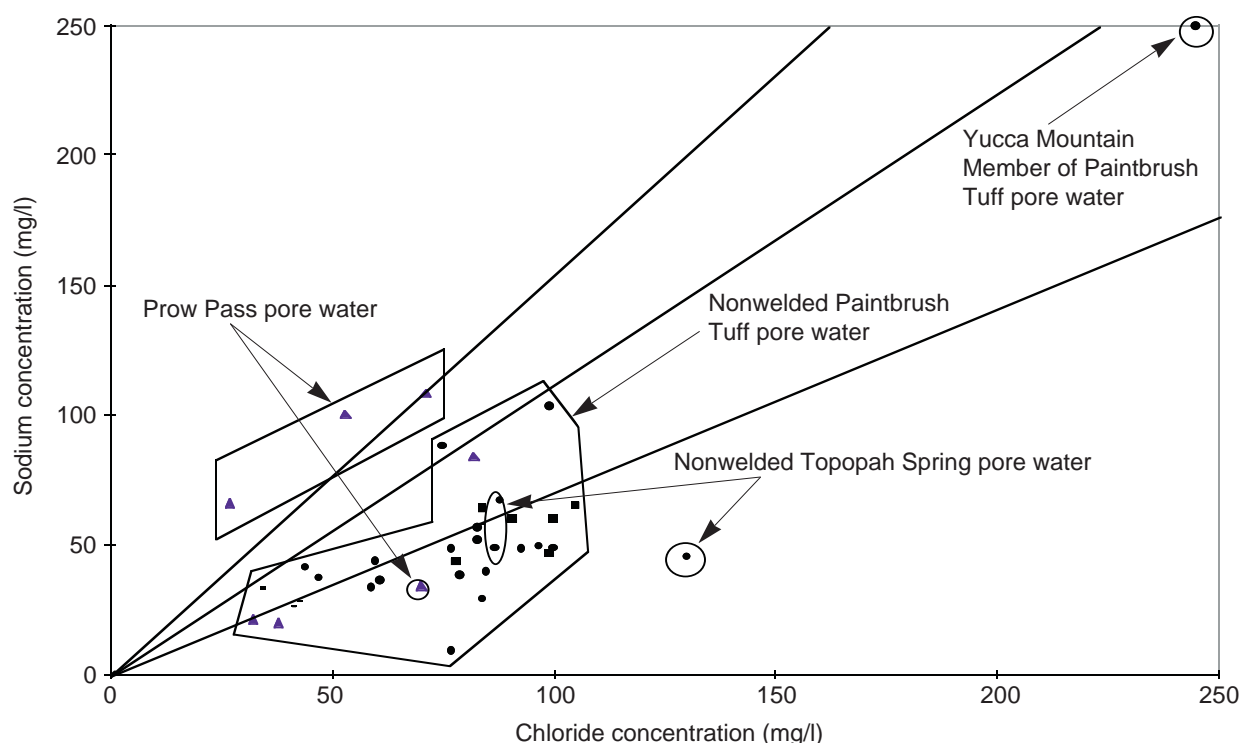 250
200
150
100
50
0
Sodium concentration (mg/l)
Yucca Mountain
Member of Paintbrush
Tuff pore water
Prow Pass pore water
Nonwelded Paintbrush
Tuff pore water
Nonwelded Topopah Spring pore water
0
50
100
150
200
250
Chloride concentration (mg/l)